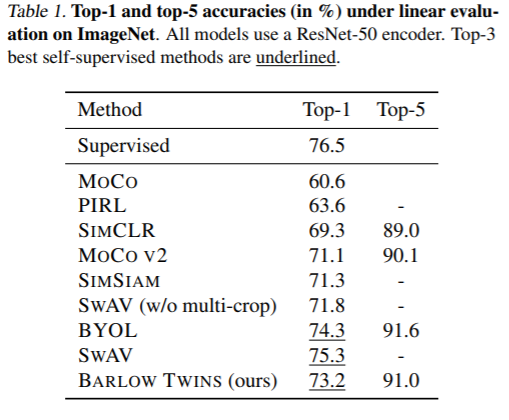 Table 1. Top-1 and top-5 accuracies (in %) under linear evalu-
ation on ImageNet. All models use a ResNet-50 encoder. Top-3
best self-supervised methods are underlined.
Method Top-1 Top-5
Supervised 76.5
MOCO 60.6
PIRL 63.6 -
SIMCLR 69.3 89.0
MOCO V2 71.1 90.1
SIMSIAM 71.3 -
SWAV (w/o multi-crop) 71.8 -
BYOL 74.3 91.6
SWAV 75.3 -
BARLOW TWINS (ours) 73.2 91.0